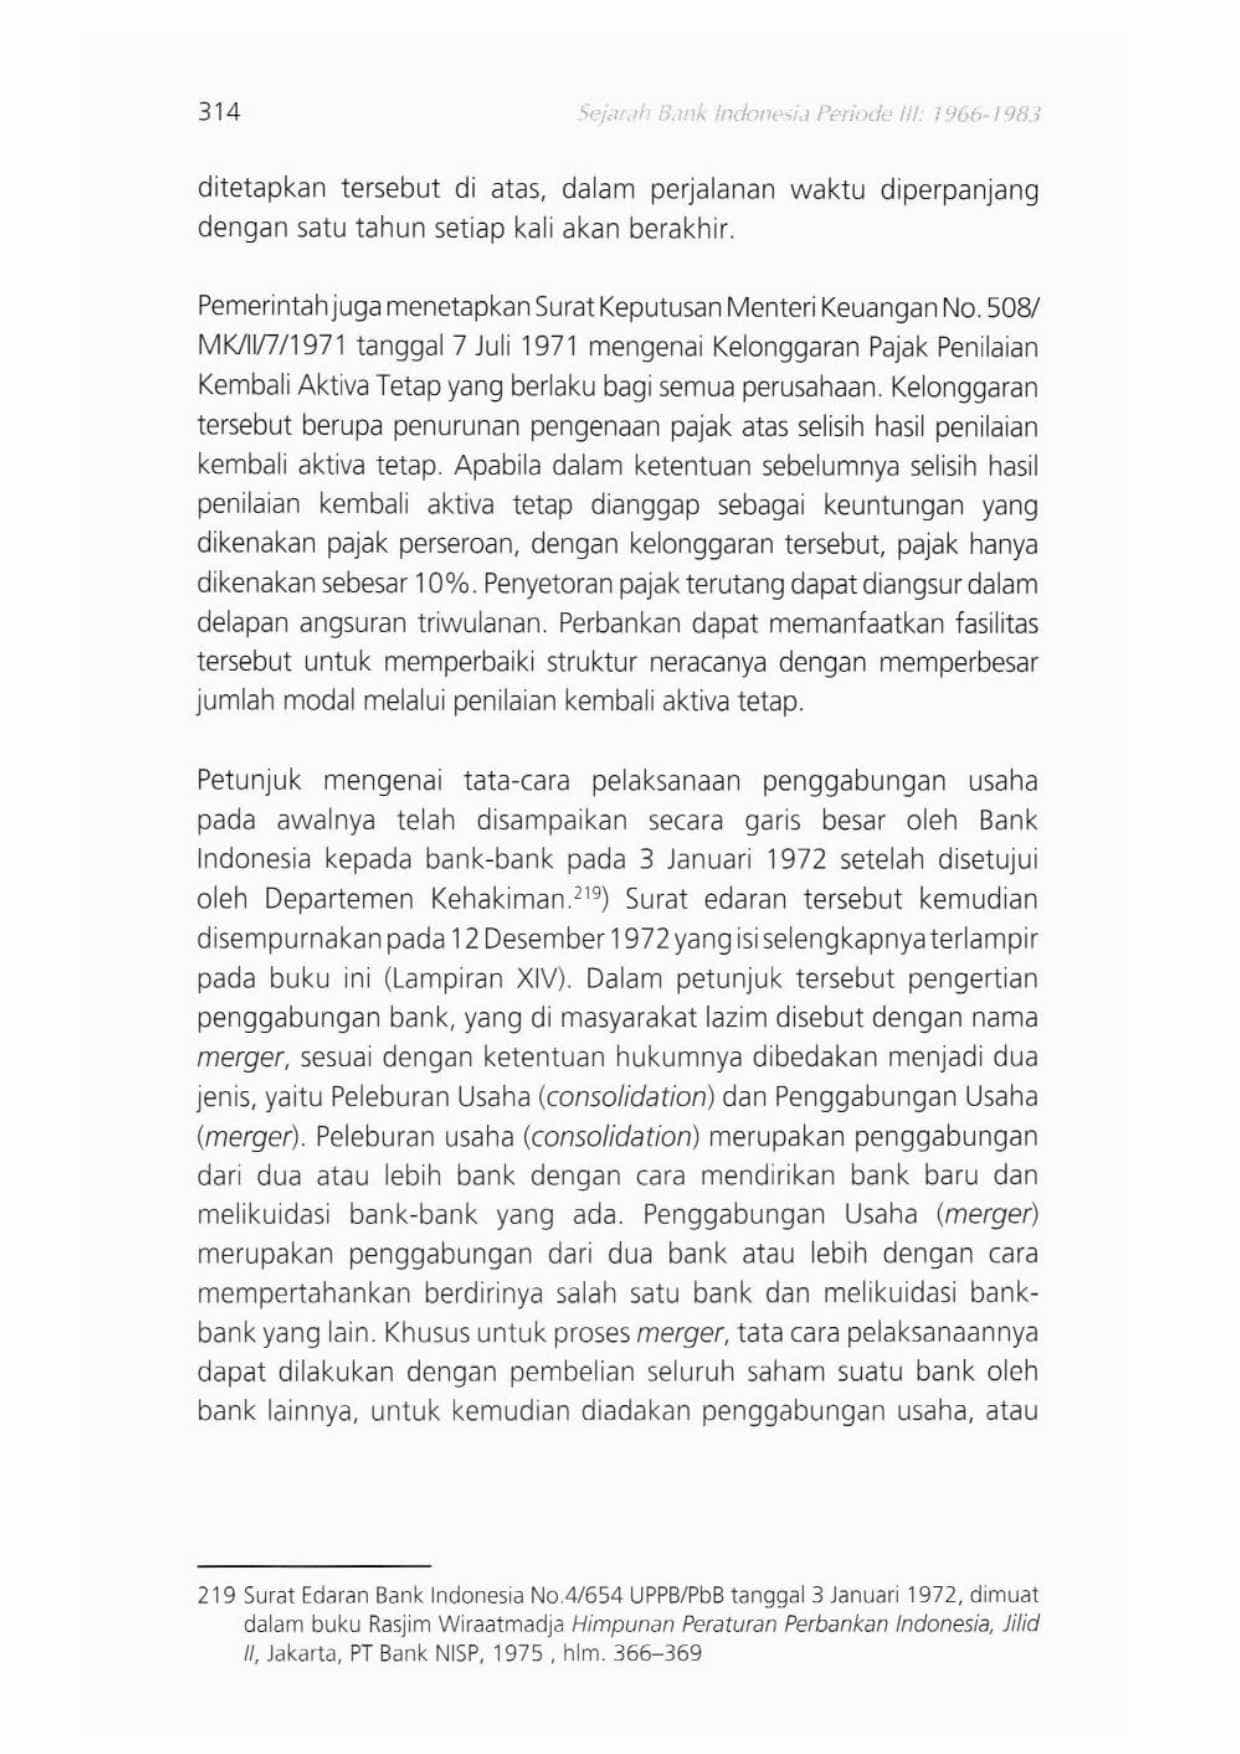 314
Sejarah Bank Indonesia Periode III: 1966-1983
ditetapkan tersebut di atas, dalam perjalanan waktu diperpanjang
dengan satu tahun setiap kali akan berakhir.
Pemerintah juga menetapkan Surat Keputusan Menteri Keuangan No. 508/
MK/II/7/1971 tanggal 7 Juli 1971 mengenai Kelonggaran Pajak Penilaian
Kembali Aktiva Tetap yang berlaku bagi semua perusahaan. Kelonggaran
tersebut berupa penurunan pengenaan pajak atas selisih hasil penilaian
kembali aktiva tetap. Apabila dalam ketentuan sebelumnya selisih hasil
penilaian kembali aktiva tetap dianggap sebagai keuntungan yang
dikenakan pajak perseroan, dengan kelonggaran tersebut, pajak hanya
dikenakan sebesar 10%. Penyetoran pajak terutang dapat diangsur dalam
delapan angsuran triwulanan. Perbankan dapat memanfaatkan fasilitas
tersebut untuk memperbaiki struktur neracanya dengan memperbesar
jumlah modal melalui penilaian kembali aktiva tetap.
Petunjuk mengenai tata-cara pelaksanaan penggabungan usaha
pada awalnya telah disampaikan secara garis besar oleh Bank
Indonesia kepada bank-bank pada 3 Januari 1972 setelah disetujui
oleh Departemen Kehakiman.219) Surat edaran tersebut kemudian
disempurnakan pada 12 Desember 1972 yang isi selengkapnya terlampir
pada buku ini (Lampiran XIV). Dalam petunjuk tersebut pengertian
penggabungan bank, yang di masyarakat lazim disebut dengan nama
merger, sesuai dengan ketentuan hukumnya dibedakan menjadi dua
jenis, yaitu Peleburan Usaha (consolidation) dan Penggabungan Usaha
(merger). Peleburan usaha (consolidation) merupakan penggabungan
dari dua atau lebih bank dengan cara mendirikan bank baru dan
melikuidasi bank-bank yang ada. Penggabungan Usaha (merger)
merupakan penggabungan dari dua bank atau lebih dengan cara
mempertahankan berdirinya salah satu bank dan melikuidasi bank-
bank yang lain. Khusus untuk proses merger, tata cara pelaksanaannya
dapat dilakukan dengan pembelian seluruh saham suatu bank oleh
bank lainnya, untuk kemudian diadakan penggabungan usaha, atau
219 Surat Edaran Bank Indonesia No.4/654 UPPB/PbB tanggal 3 Januari 1972, dimuat
dalam buku Rasjim Wiraatmadja Himpunan Peraturan Perbankan Indonesia, Jilid
II, Jakarta, PT Bank NISP, 1975 , hlm. 366–369